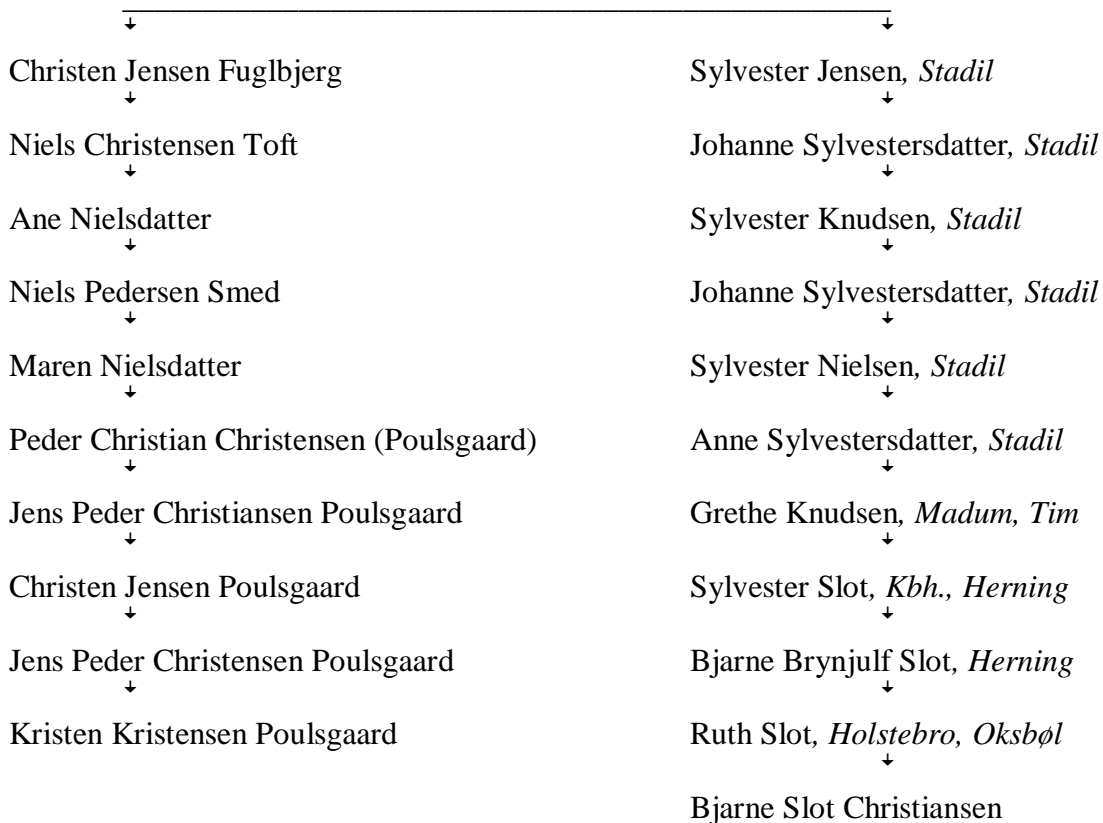 Christen Jensen Fuglbjerg Sylvester Jensen, Stadil
Niels Christensen Toft Johanne Sylvestersdatter, Stadil
Ane Nielsdatter Sylvester Knudsen, Stadil
Niels Pedersen Smed Johanne Sylvestersdatter, Stadil
Maren Nielsdatter Sylvester Nielsen, Stadil
Peder Christian Christensen (Poulsgaard) Anne Sylvestersdatter, Stadil
Jens Peder Christiansen Poulsgaard Grethe Knudsen, Madum, Tim
Christen Jensen Poulsgaard Sylvester Slot, Kbh., Herning
Jens Peder Christensen Poulsgaard Bjarne Brynjulf Slot, Herning
Kristen Kristensen Poulsgaard Ruth Slot, Holstebro, Oksbøl
Bjarne Slot Christiansen